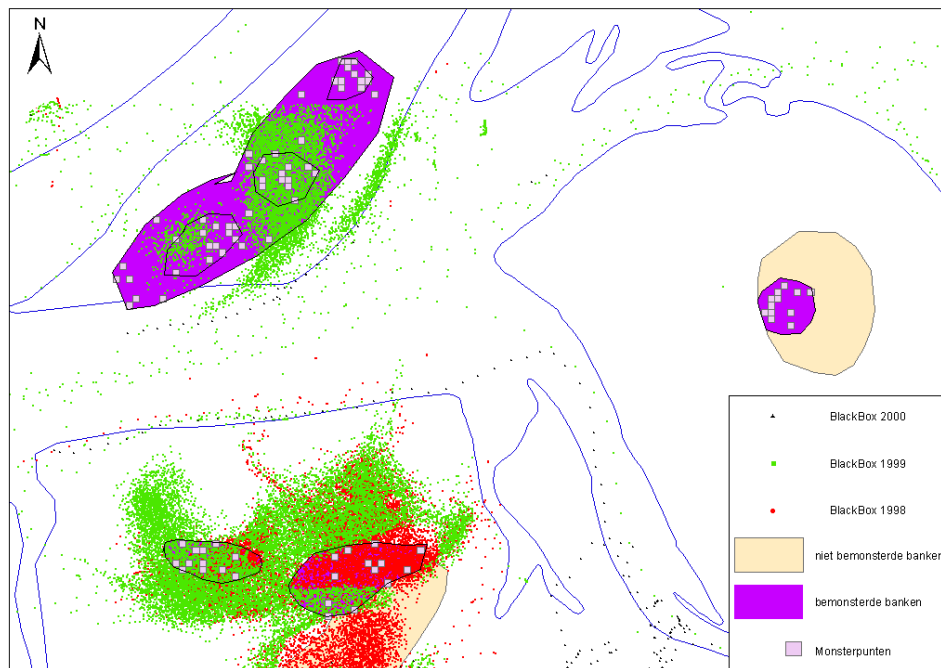 N
BlackBox 2000
BlackBox 1999
BlackBox 1998
niet bemonsterde banken
bemonsterde banken
Monsterpunten